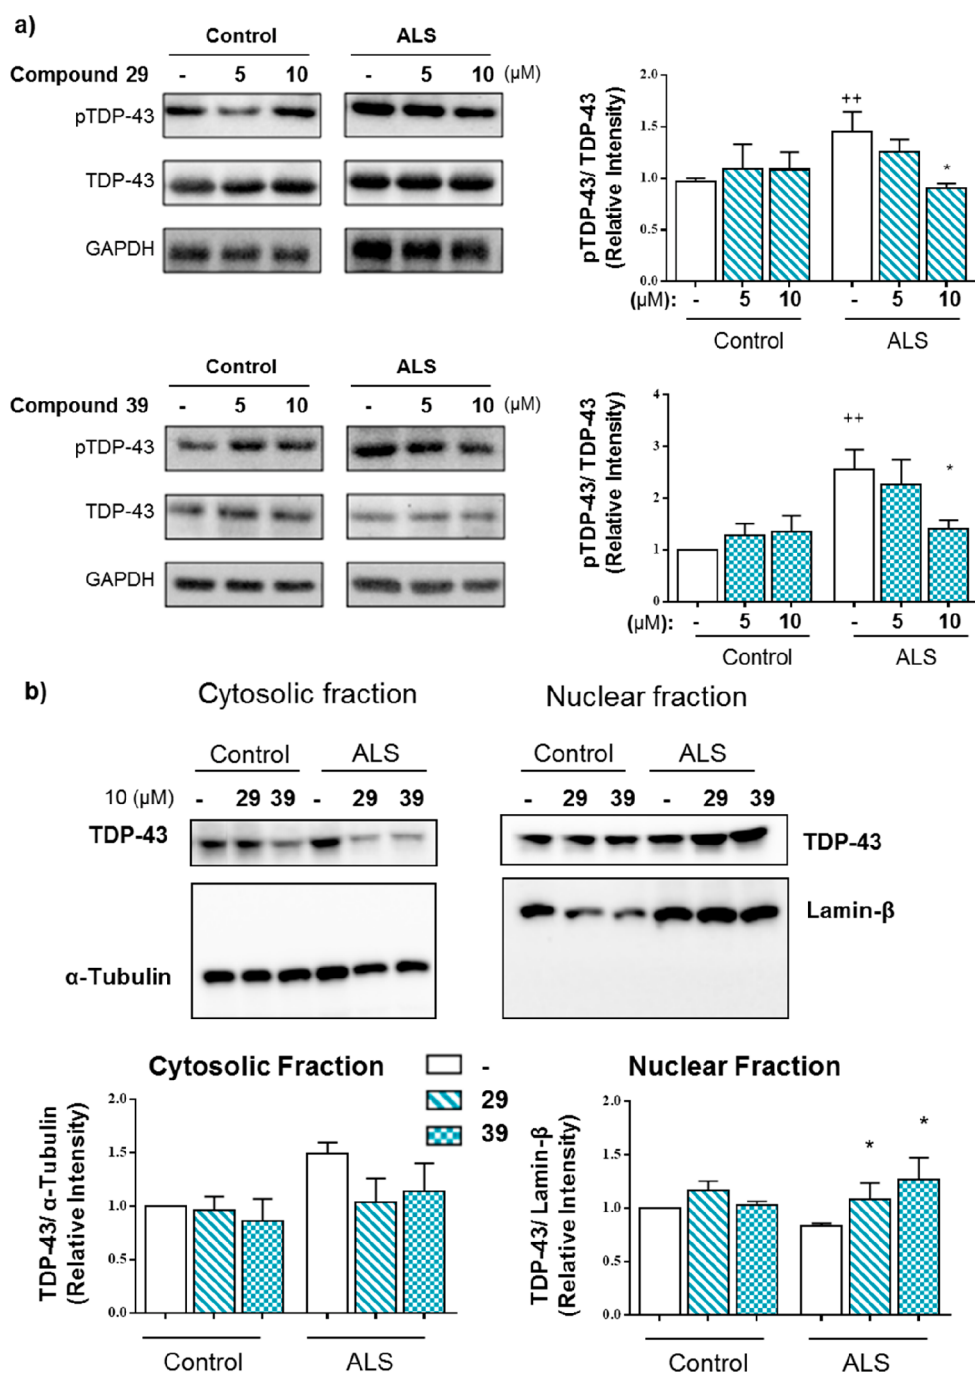 a)
Control ALS
Compound 29 - 5 10 - 5 10 (µM)
pTDP-43
TDP-43
GAPDH
pTDP-43/ TDP-43
(Relative Intensity)
2.0
1.5
1.0
0.5
0.0
++
*
(µM): - 5 10 - 5 10
Control ALS
Control ALS
Compound 39 - 5 10 - 5 10 (µM)
pTDP-43
TDP-43
GAPDH
pTDP-43/ TDP-43
(Relative Intensity)
4
3
2
1
0
++
*
(µM): - 5 10 - 5 10
Control ALS
b)
Cytosolic fraction Nuclear fraction
Control ALS Control ALS
10 (µM) - 29 39 - 29 39 - 29 39 - 29 39
TDP-43 TDP-43
Lamin-β
α-Tubulin
Cytosolic Fraction
TDP-43/ α-Tubulin
(Relative Intensity)
2.0
1.5
1.0
0.5
0.0
Control ALS
-
29
39
Nuclear Fraction
TDP-43/ Lamin-β
(Relative Intensity)
2.0
1.5
1.0
0.5
0.0
*
*
Control ALS